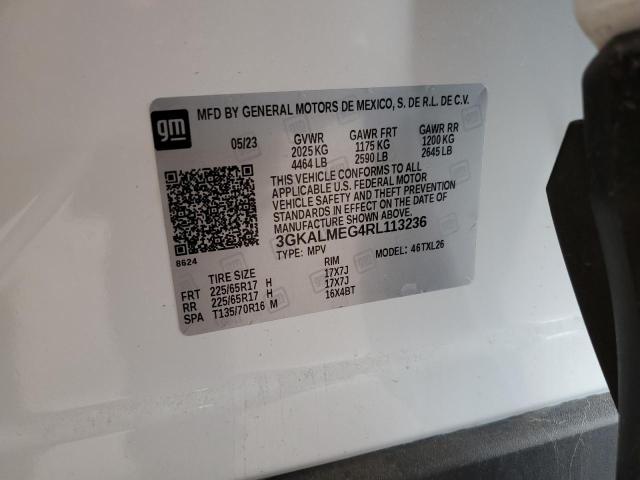 gm
MFD BY GENERAL MOTORS DE MEXICO, S. DE R.L. DE C.V.
05/23 GVWR GAWR FRT GAWR RR
2025 KG 1175 KG 1200 KG
4464 LB 2590 LB 2645 LB
THIS VEHICLE CONFORMS TO ALL
APPLICABLE U.S. FEDERAL MOTOR
VEHICLE SAFETY AND THEFT PREVENTION
STANDARDS IN EFFECT ON THE DATE OF
MANUFACTURE SHOWN ABOVE.
3GKALMEG4RL113236
8624 TYPE: MPV MODEL: 46TXL26
TIRE SIZE RIM
FRT 225/65R17 H 17X7J
RR 225/65R17 H 17X7J
SPA T135/70R16 M 16X4BT